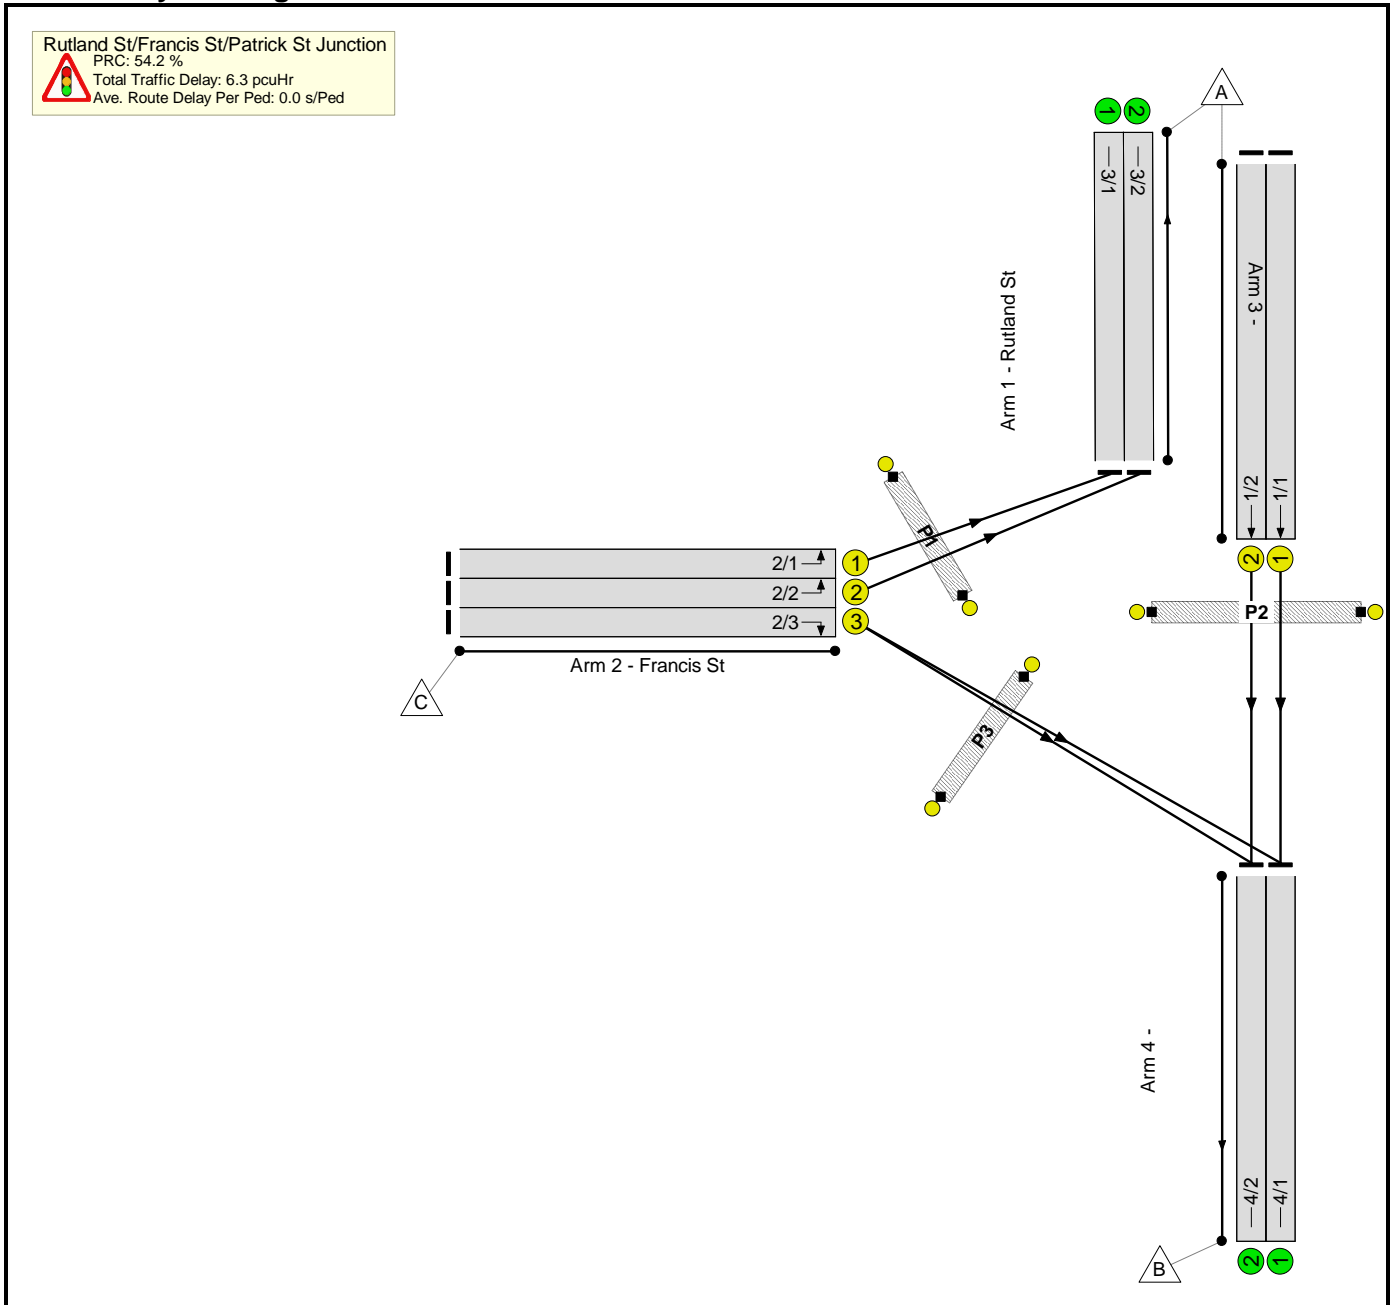 Rutland St/Francis St/Patrick St Junction
PRC: 54.2 %
Total Traffic Delay: 6.3 pcuHr
Ave. Route Delay Per Ped: 0.0 s/Ped
A
1
2
3/1
3/2
Arm 1 - Rutland St
Arm 3 -
1/2
1/1
2
1
P1
P2
2/1
2/2
2/3
1
2
3
Arm 2 - Francis St
C
P3
Arm 4 -
4/2
4/1
2
1
B